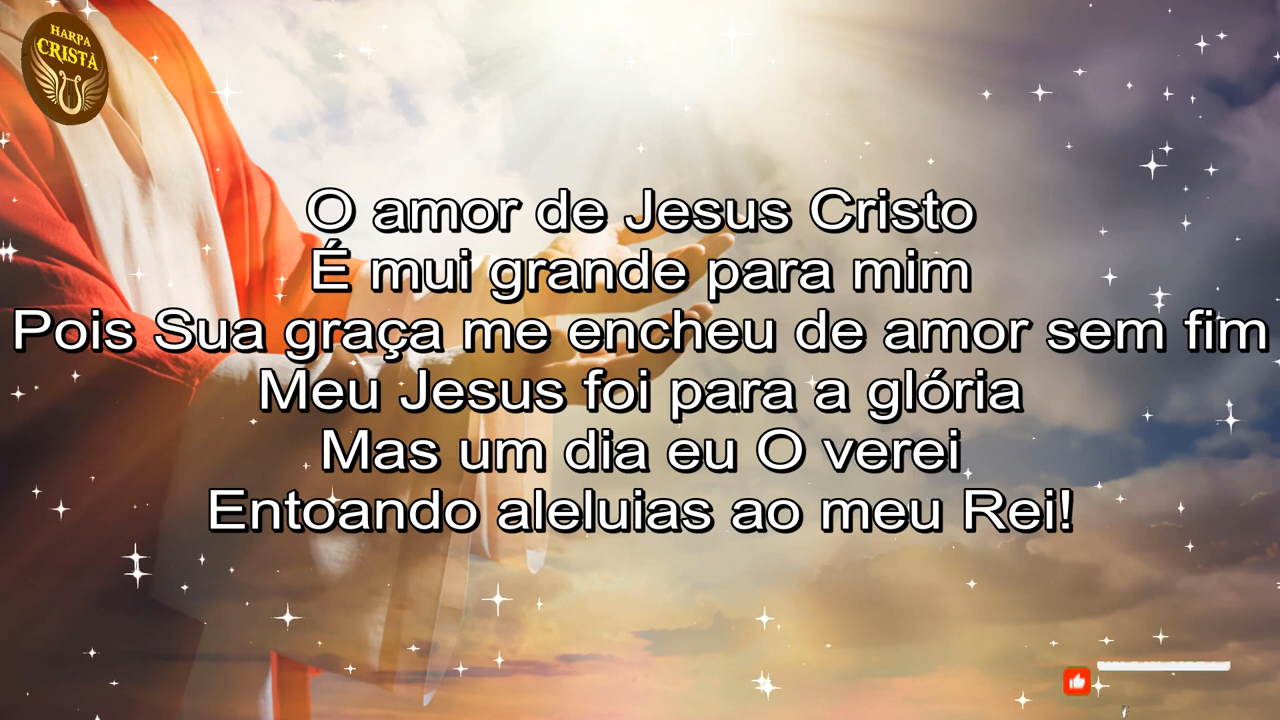 HARPA
CRISTÃ
O amor de Jesus Cristo
É mui grande para mim
Pois Sua graça me encheu de amor sem fim
Meu Jesus foi para a glória
Mas um dia eu O verei
Entoando aleluias ao meu Rei!